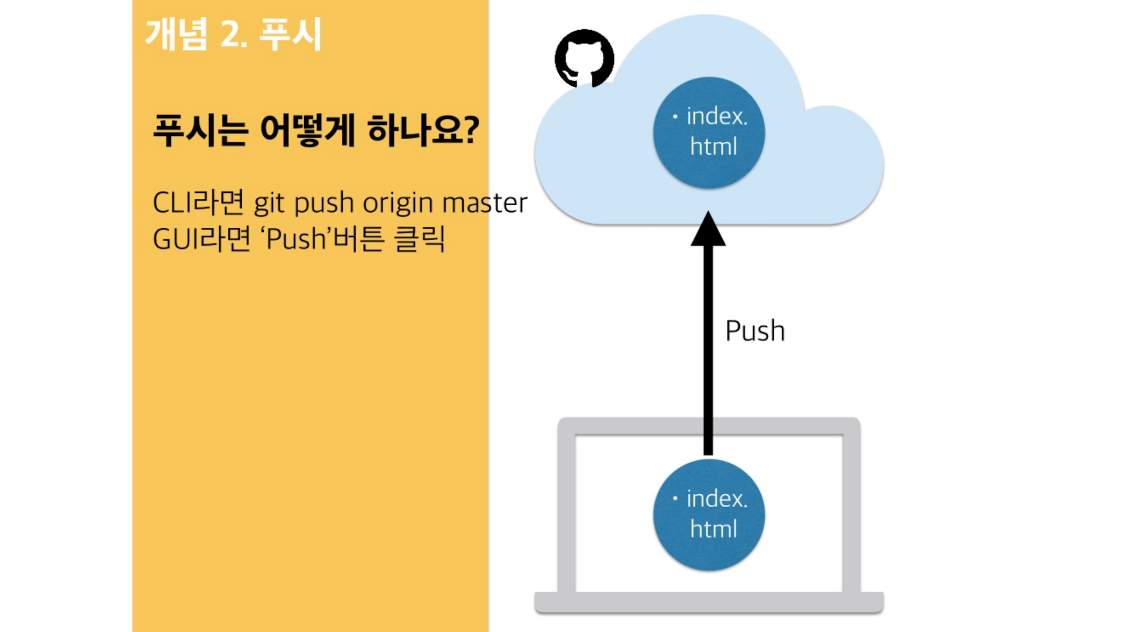 개념 2. 푸시
푸시는 어떻게 하나요?
CLI라면 git push origin master
GUI라면 ‘Push’버튼 클릭
• index.
html
Push
• index.
html